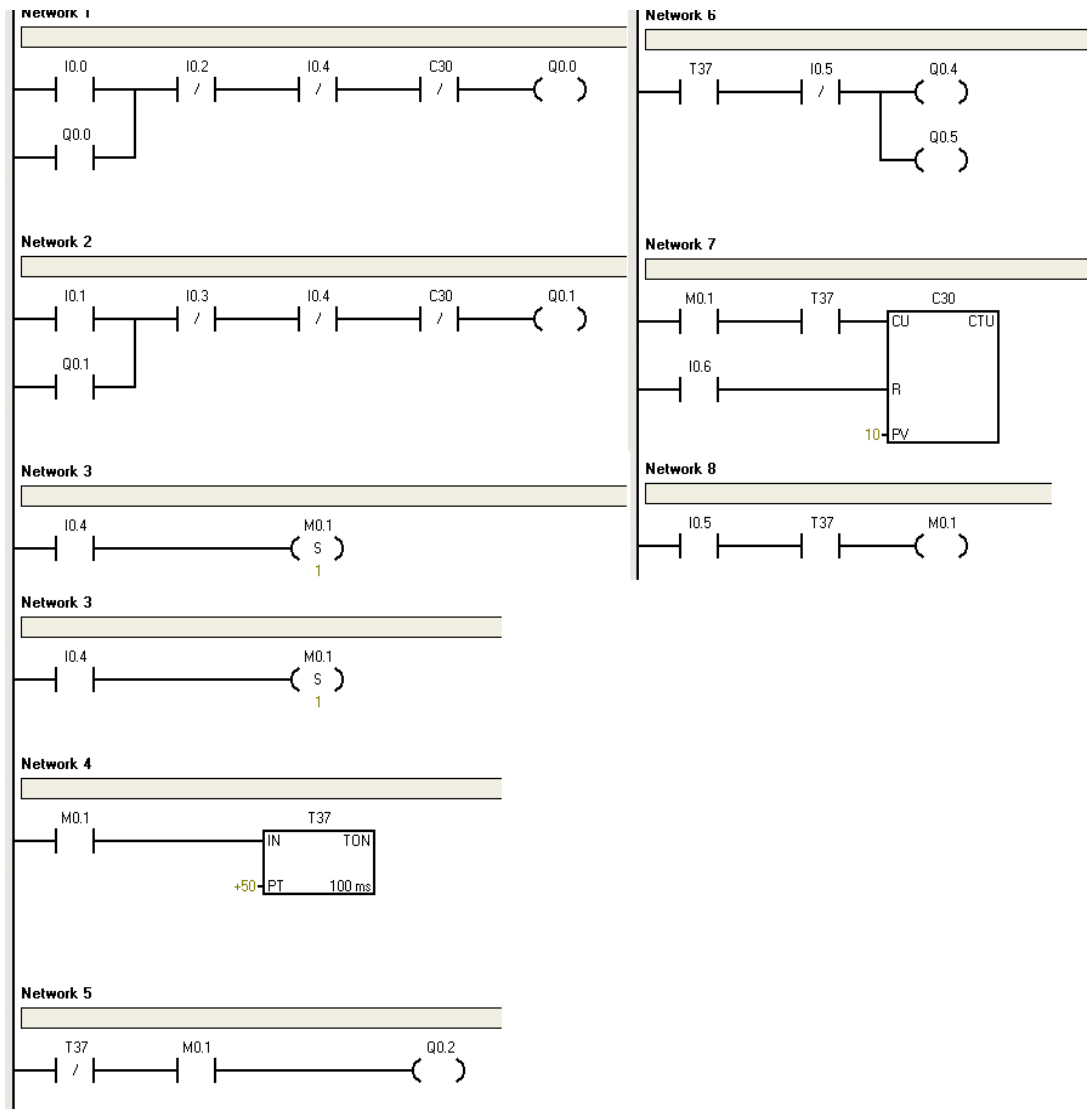 Network 1
I0.0 I0.2 I0.4 C30 Q0.0
/ / /
Q0.0
Network 2
I0.1 I0.3 I0.4 C30 Q0.1
/ / /
Q0.1
Network 3
I0.4 M0.1
S
1
Network 3
I0.4 M0.1
S
1
Network 4
M0.1 T37
IN TON
+50 PT 100 ms
Network 5
T37 M0.1 Q0.2
/
Network 6
T37 I0.5 Q0.4
/
Q0.5
Network 7
M0.1 T37 C30
CU CTU
I0.6
R
10 PV
Network 8
I0.5 T37 M0.1